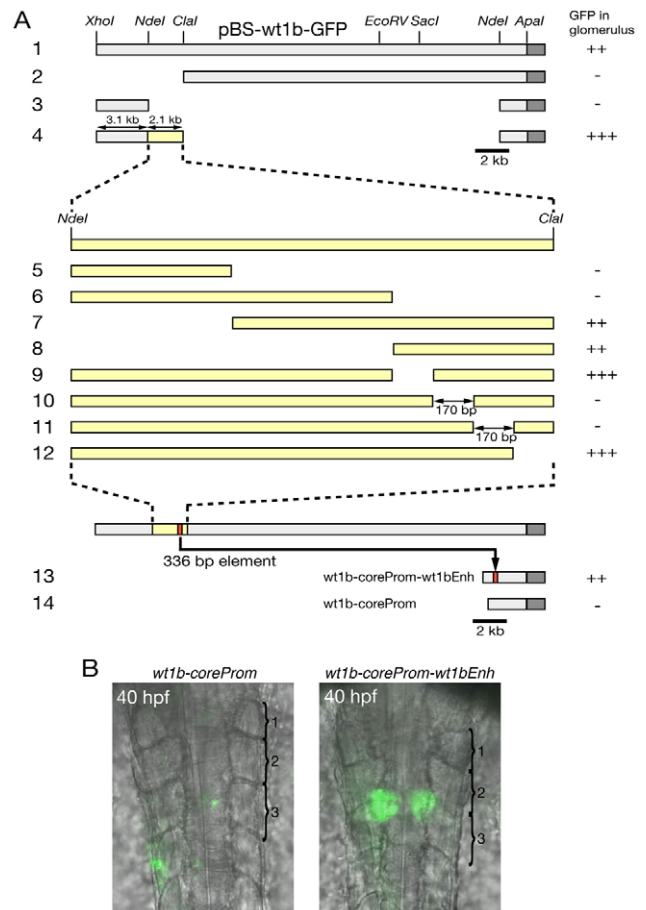 A
XhoI NdeI ClaI pBS-wt1b-GFP EcoRV SacI NdeI ApaI GFP in glomerulus
1 ++
2 -
3 -
3.1 kb 2.1 kb
4 +++
2 kb
NdeI ClaI
5 -
6 -
7 ++
8 ++
9 +++
10 -
170 bp
11 -
170 bp
12 +++
336 bp element
13 wt1b-coreProm-wt1bEnh ++
14 wt1b-coreProm -
2 kb
B
wt1b-coreProm wt1b-coreProm-wt1bEnh
40 hpf 40 hpf
1 1
2 2
3 3